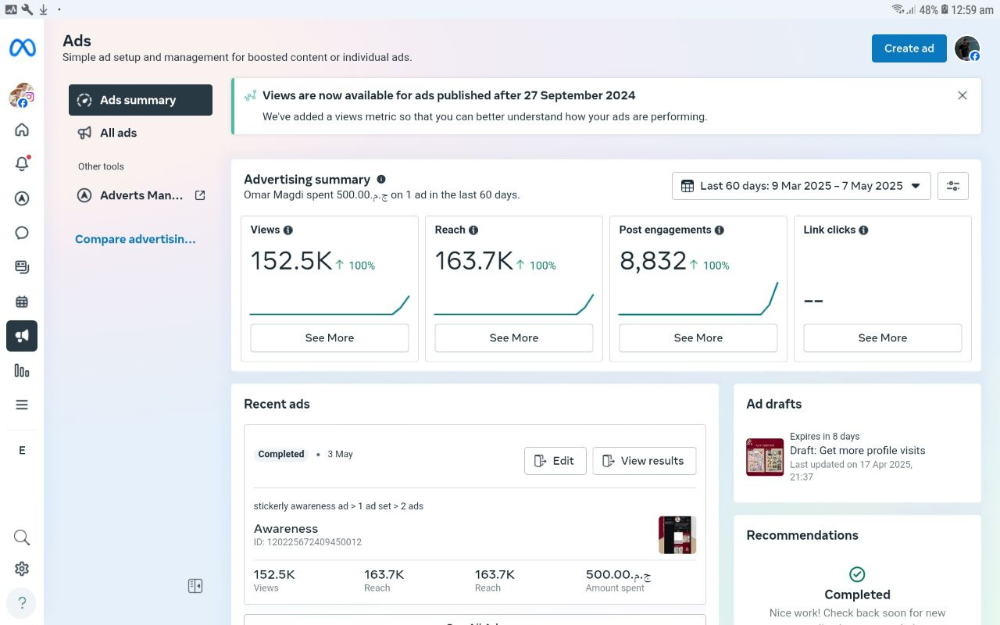 48% 12:59 am
Ads
Simple ad setup and management for boosted content or individual ads.
Create ad
Ads summary
All ads
Other tools
Adverts Man...
Compare advertisin...
Views are now available for ads published after 27 September 2024
We've added a views metric so that you can better understand how your ads are performing.
Advertising summary
Omar Magdi spent 500.00.ج.م on 1 ad in the last 60 days.
Last 60 days: 9 Mar 2025 – 7 May 2025
Views
152.5K ↑ 100%
See More
Reach
163.7K ↑ 100%
See More
Post engagements
8,832 ↑ 100%
See More
Link clicks
--
See More
Recent ads
Completed • 3 May
Edit
View results
stickerly awareness ad > 1 ad set > 2 ads
Awareness
ID: 120225672409450012
152.5K
Views
163.7K
Reach
163.7K
Reach
500.00.ج.م
Amount spent
Ad drafts
Expires in 8 days
Draft: Get more profile visits
Last updated on 17 Apr 2025,
21:37
Recommendations
Completed
Nice work! Check back soon for new
E
?